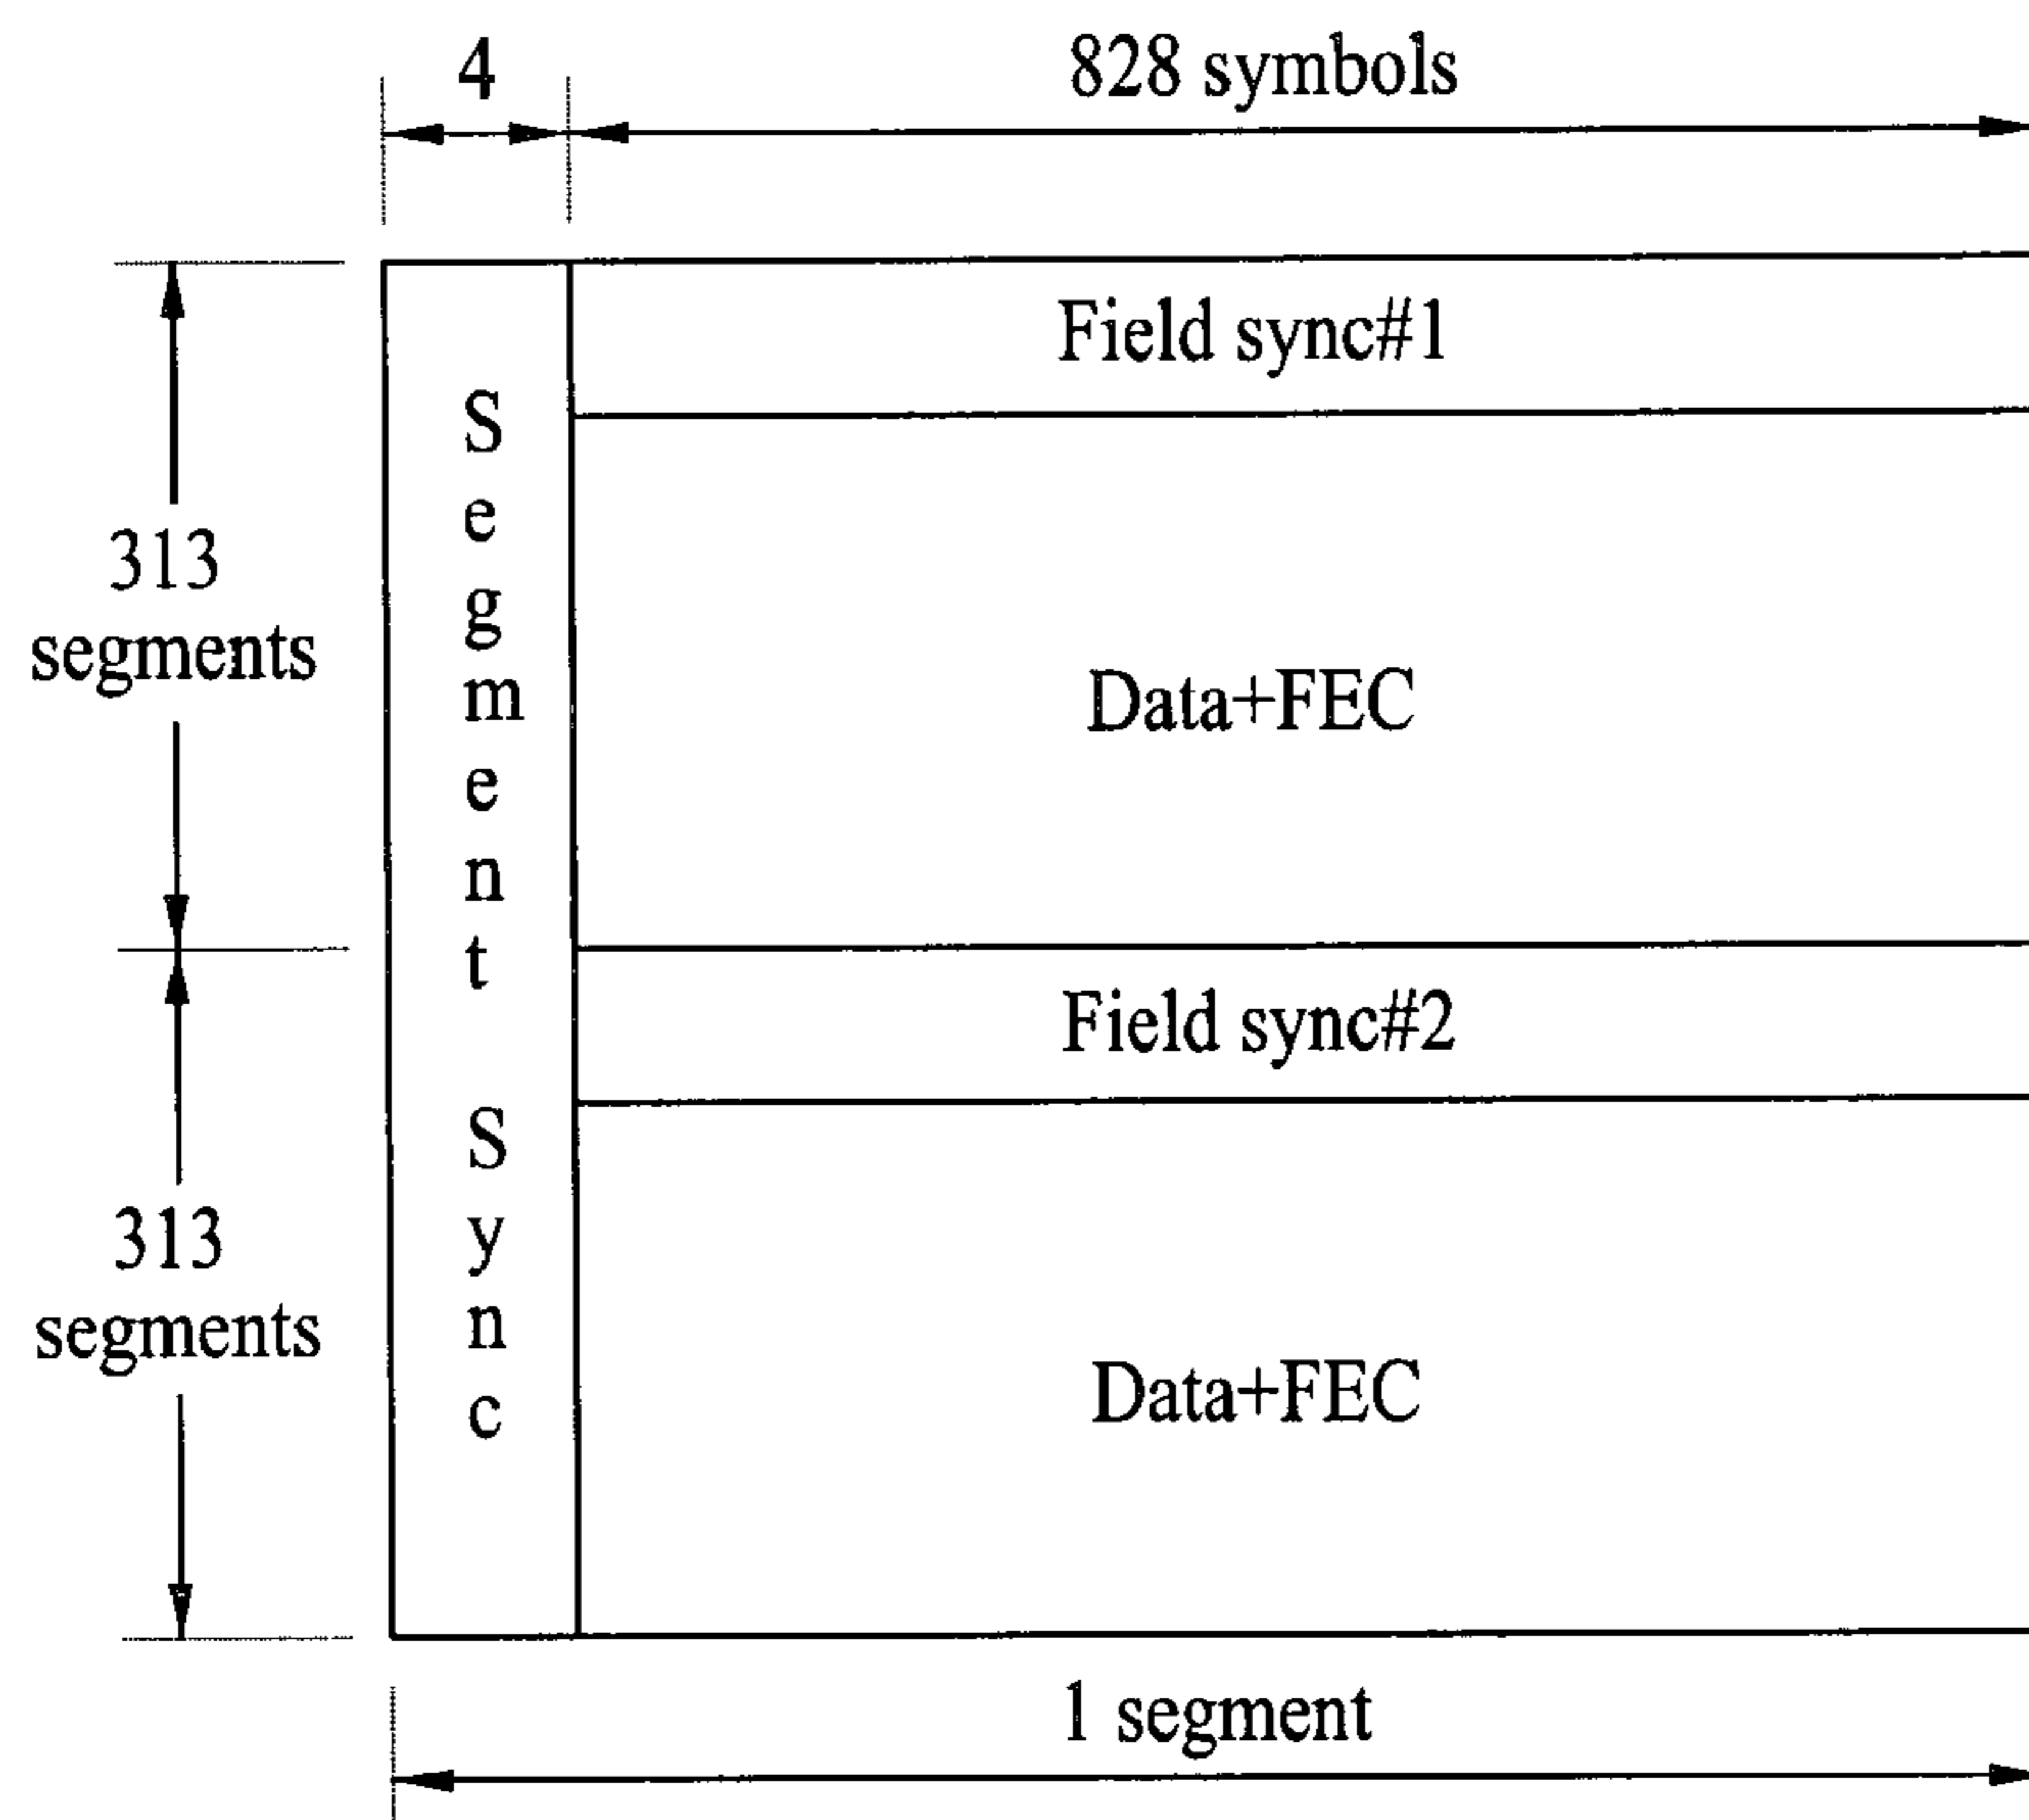 4
828 symbols
Field sync#1
313
segments
Segment Sync
Data+FEC
Field sync#2
313
segments
Data+FEC
1 segment